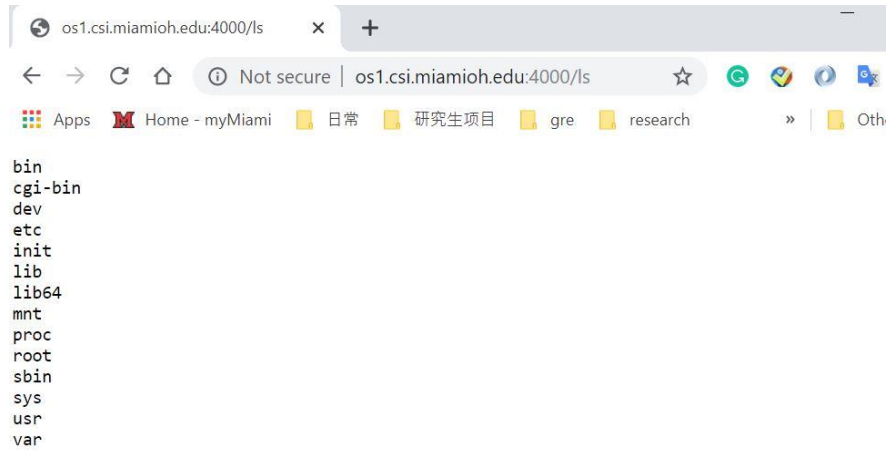 os1.csi.miamioh.edu:4000/ls
Not secure | os1.csi.miamioh.edu:4000/ls
Apps Home - myMiami 日常 研究生项目 gre research » Othe
bin
cgi-bin
dev
etc
init
lib
lib64
mnt
proc
root
sbin
sys
usr
var